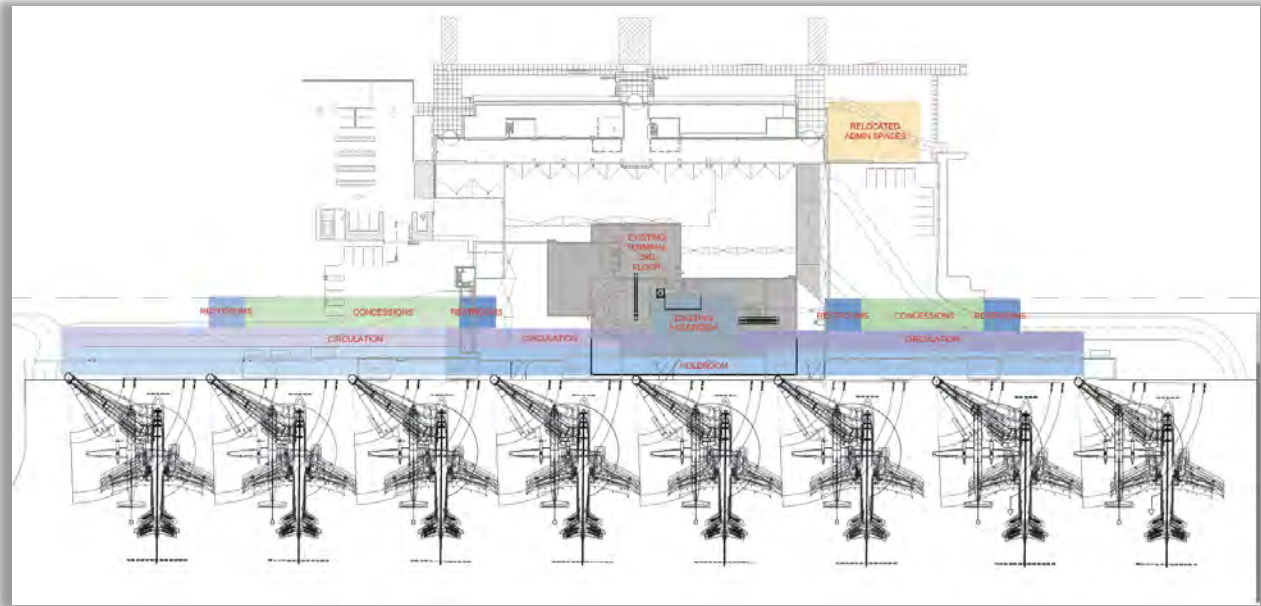 RELOCATED
ADMIN SPACES
EXISTING
TERMINAL
2ND
FLOOR
RESTROOMS
CONCESSIONS
RESTROOMS
EXISTING
HOLDROOM
RESTROOMS
CONCESSIONS
RESTROOMS
CIRCULATION
CIRCULATION
CIRCULATION
HOLDROOM